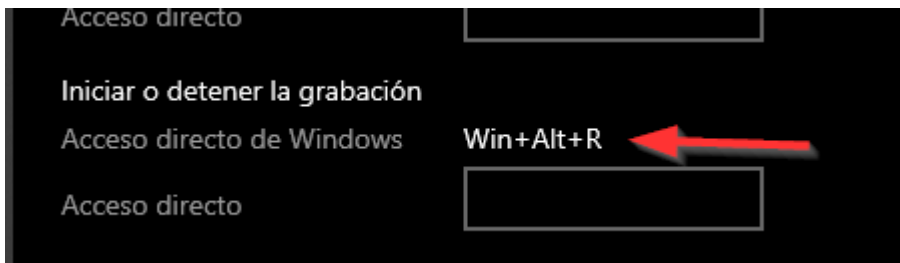 Acceso directo
Iniciar o detener la grabación
Acceso directo de Windows Win+Alt+R
Acceso directo